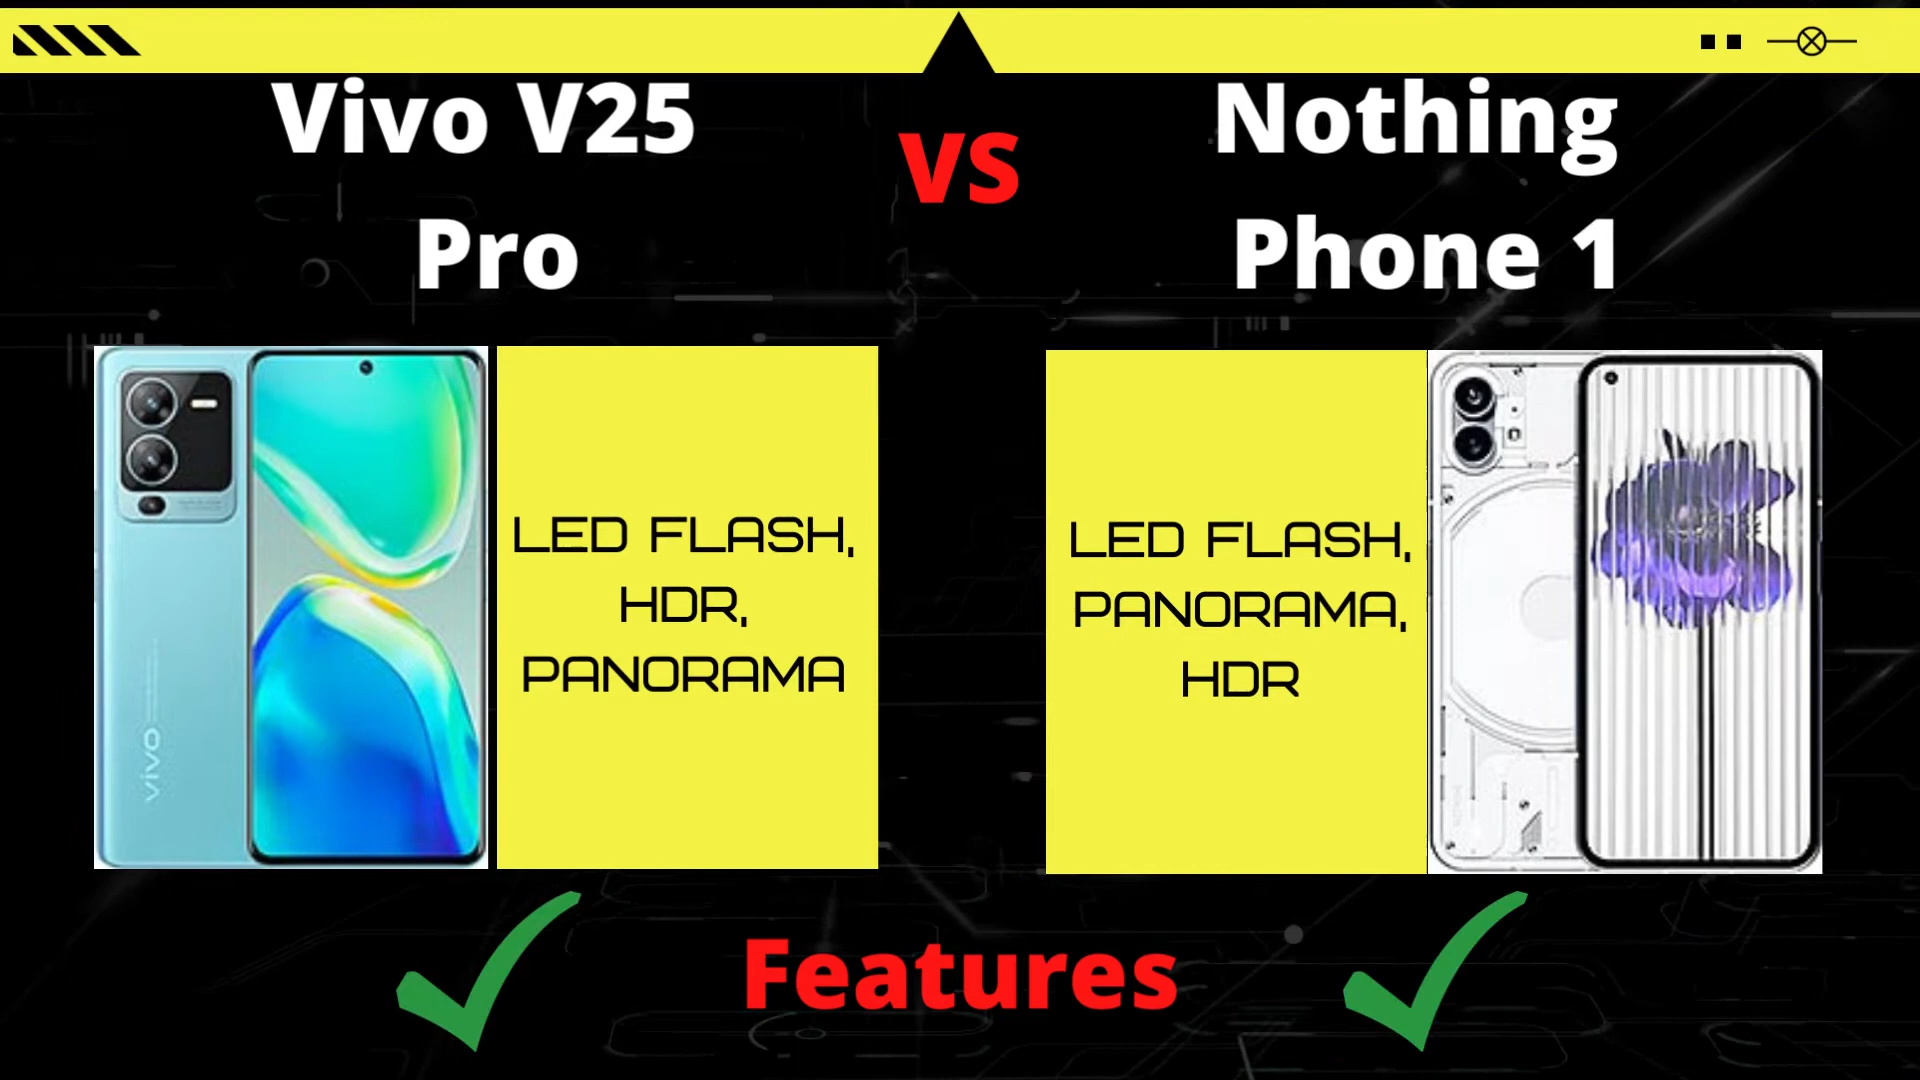 Vivo V25
Pro
VS
Nothing
Phone 1
LED FLASH,
HDR,
PANORAMA
LED FLASH,
PANORAMA,
HDR
vivo
Features